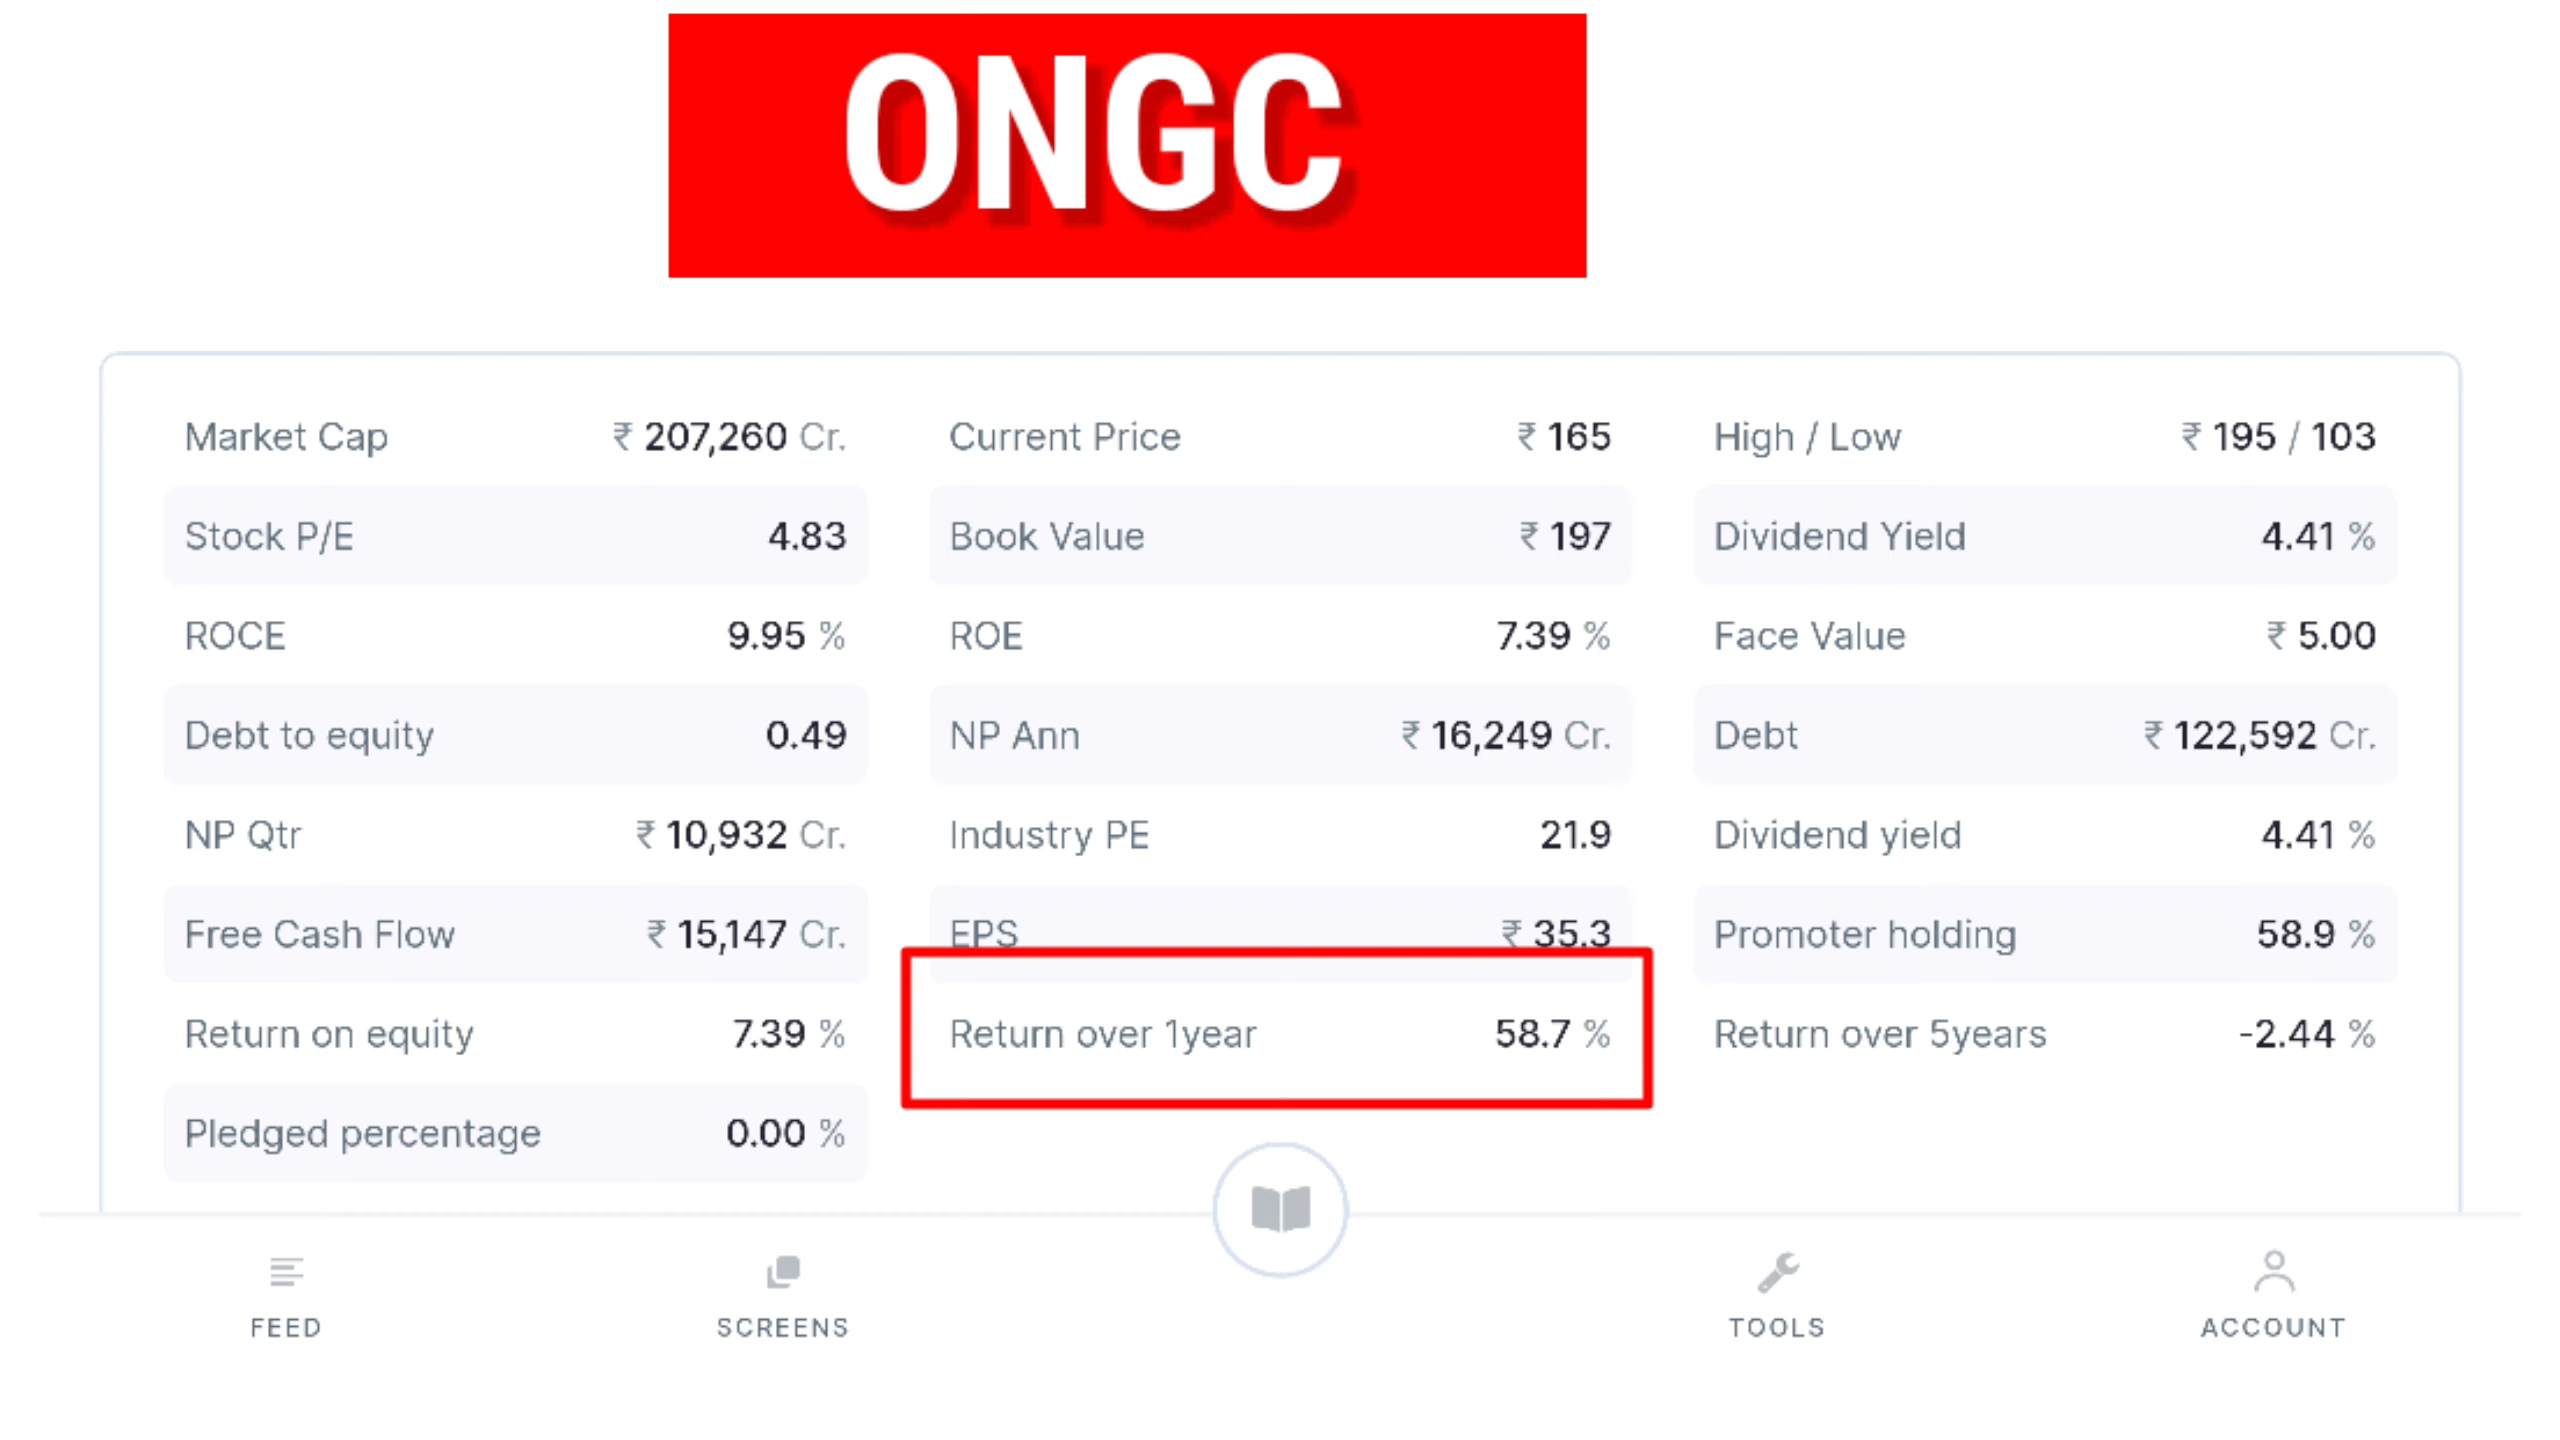 ONGC
Market Cap ₹ 207,260 Cr. Current Price ₹ 165 High / Low ₹ 195 / 103
Stock P/E 4.83 Book Value ₹ 197 Dividend Yield 4.41 %
ROCE 9.95 % ROE 7.39 % Face Value ₹ 5.00
Debt to equity 0.49 NP Ann ₹ 16,249 Cr. Debt ₹ 122,592 Cr.
NP Qtr ₹ 10,932 Cr. Industry PE 21.9 Dividend yield 4.41 %
Free Cash Flow ₹ 15,147 Cr. EPS ₹ 35.3 Promoter holding 58.9 %
Return on equity 7.39 % Return over 1year 58.7 % Return over 5years -2.44 %
Pledged percentage 0.00 %
FEED SCREENS TOOLS ACCOUNT